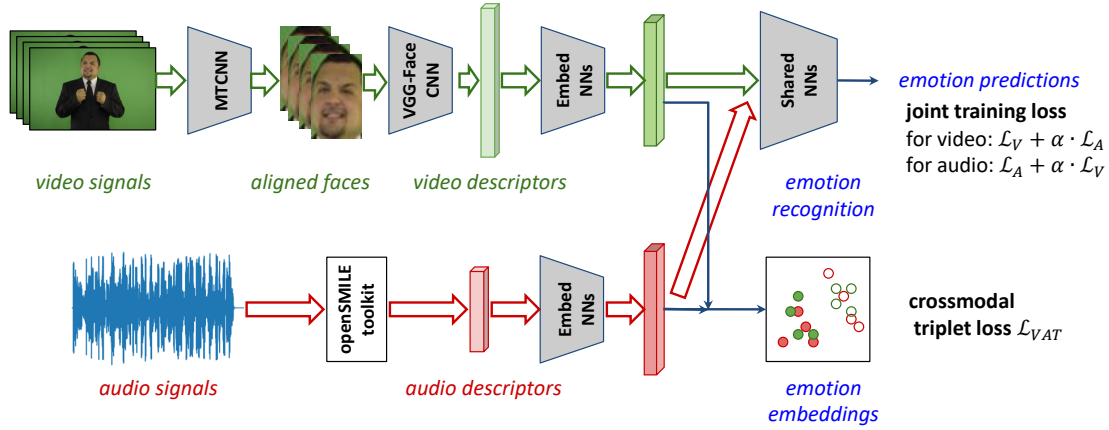 MTCNN
VGG-Face
CNN
Embed
NNs
Shared
NNs
emotion predictions
joint training loss
for video: ℒ_V + α · ℒ_A
for audio: ℒ_A + α · ℒ_V
video signals
aligned faces
video descriptors
emotion
recognition
openSMILE
toolkit
Embed
NNs
crossmodal
triplet loss ℒ_VAT
audio signals
audio descriptors
emotion
embeddings